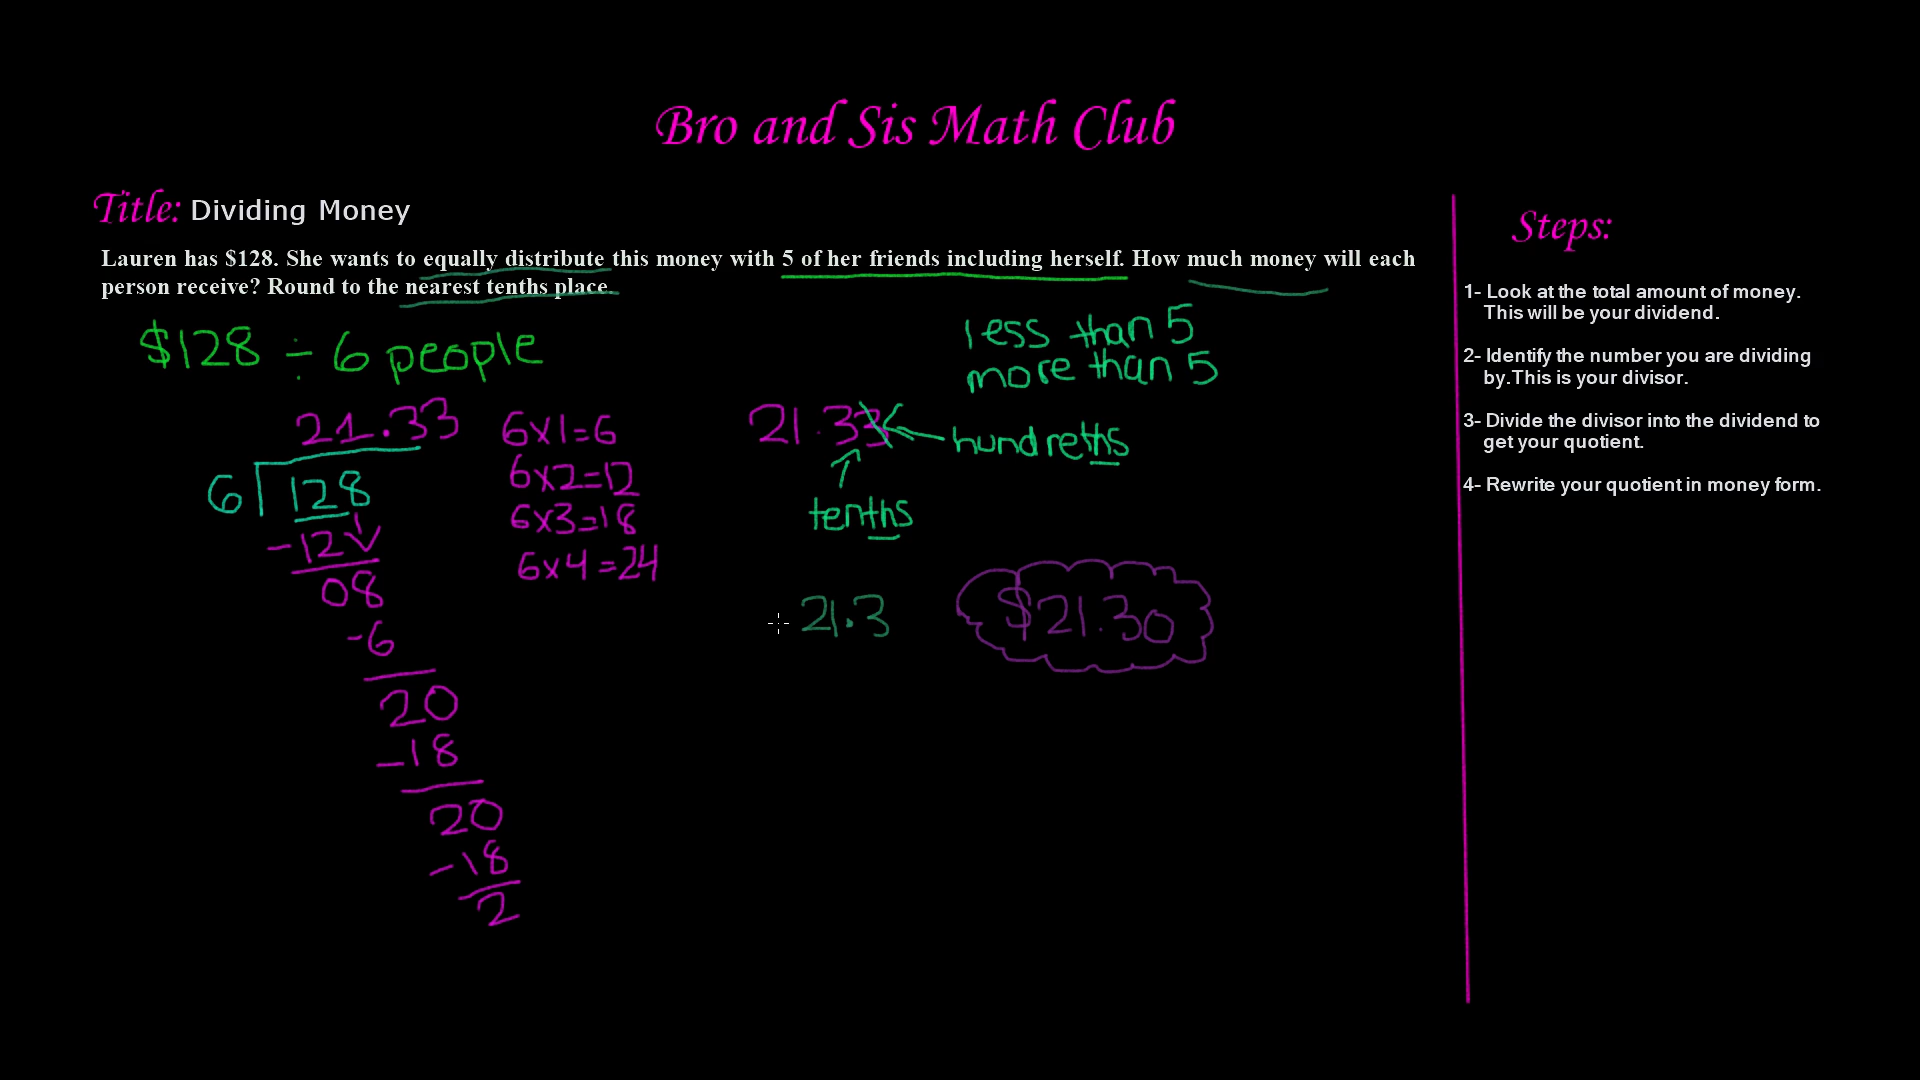 Bro and Sis Math Club
Title: Dividing Money
Lauren has $128. She wants to equally distribute this money with 5 of her friends including herself. How much money will each
person receive? Round to the nearest tenths place.
$128 ÷ 6 people
21.33
6 128
-12
08
-6
20
-18
20
-18
2
6x1=6
6x2=12
6x3=18
6x4=24
less than 5
more than 5
21.33
hundreths
tenths
21.3
$21.30
Steps:
1- Look at the total amount of money.
This will be your dividend.
2- Identify the number you are dividing
by.This is your divisor.
3- Divide the divisor into the dividend to
get your quotient.
4- Rewrite your quotient in money form.